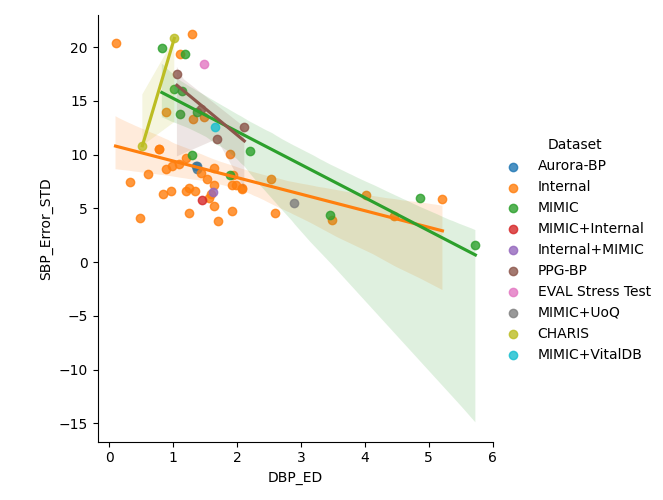 20
15
10
5
0
−5
−10
−15
0 1 2 3 4 5 6
SBP_Error_STD
DBP_ED
Dataset
Aurora-BP
Internal
MIMIC
MIMIC+Internal
Internal+MIMIC
PPG-BP
EVAL Stress Test
MIMIC+UoQ
CHARIS
MIMIC+VitalDB